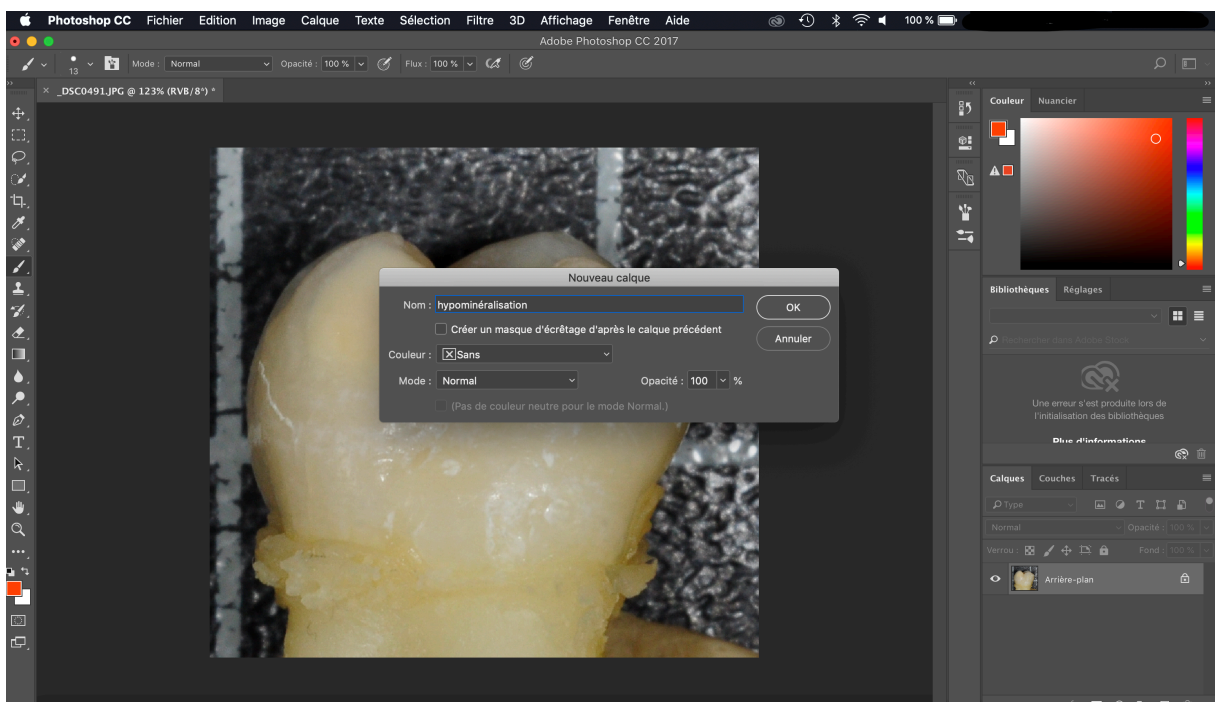 Photoshop CC Fichier Edition Image Calque Texte Sélection Filtre 3D Affichage Fenêtre Aide 100 %
Adobe Photoshop CC 2017
13 Mode : Normal Opacité : 100 % Flux : 100 %
× _DSC0491.JPG @ 123% (RVB/8*) *
Couleur Nuancier
Nouveau calque
Nom : hypominéralisation
OK
Créer un masque d'écrêtage d'après le calque précédent
Annuler
Couleur : Sans
Mode : Normal Opacité : 100 %
(Pas de couleur neutre pour le mode Normal.)
Bibliothèques Réglages
Rechercher dans Adobe Stock
Une erreur s'est produite lors de
l'initialisation des bibliothèques
Plus d'informations
Calques Couches Tracés
Type
Normal Opacité : 100 %
Verrou : Fond : 100 %
Arrière-plan